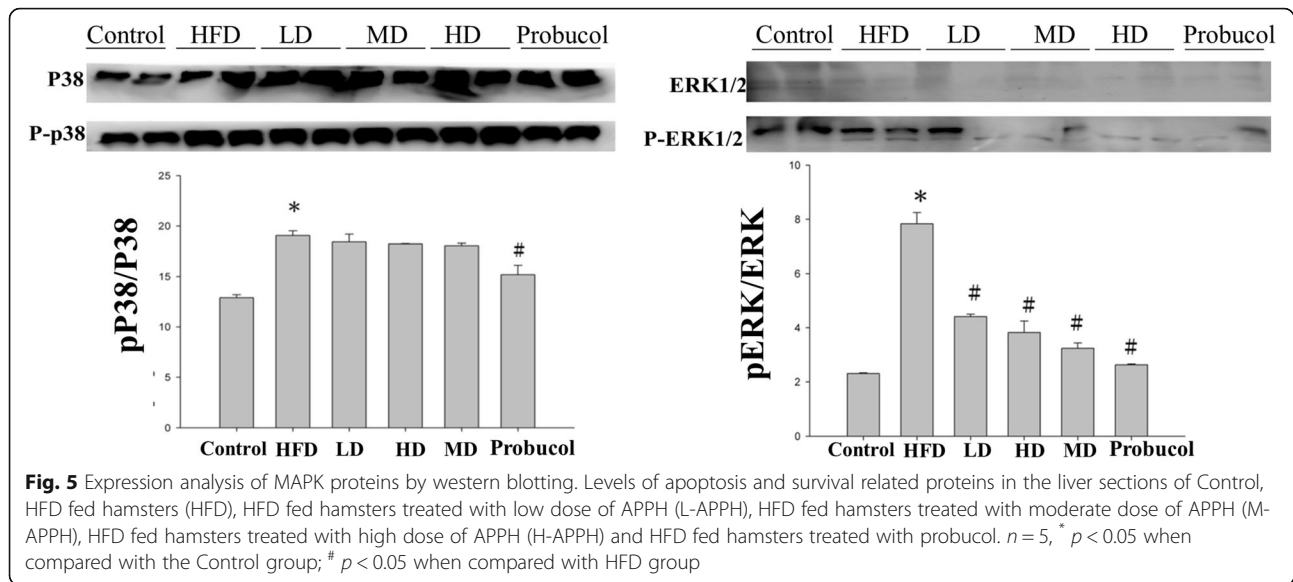 Control HFD LD MD HD Probucol
P38
P-p38
Control HFD LD MD HD Probucol
ERK1/2
P-ERK1/2
pP38/P38
25
20
15
10
5
0
*
#
Control HFD LD HD MD Probucol
pERK/ERK
10
8
6
4
2
0
*
#
#
#
#
Control HFD LD HD MD Probucol
Fig. 5 Expression analysis of MAPK proteins by western blotting. Levels of apoptosis and survival related proteins in the liver sections of Control,
HFD fed hamsters (HFD), HFD fed hamsters treated with low dose of APPH (L-APPH), HFD fed hamsters treated with moderate dose of APPH (M-
APPH), HFD fed hamsters treated with high dose of APPH (H-APPH) and HFD fed hamsters treated with probucol. n = 5, * p < 0.05 when
compared with the Control group; # p < 0.05 when compared with HFD group